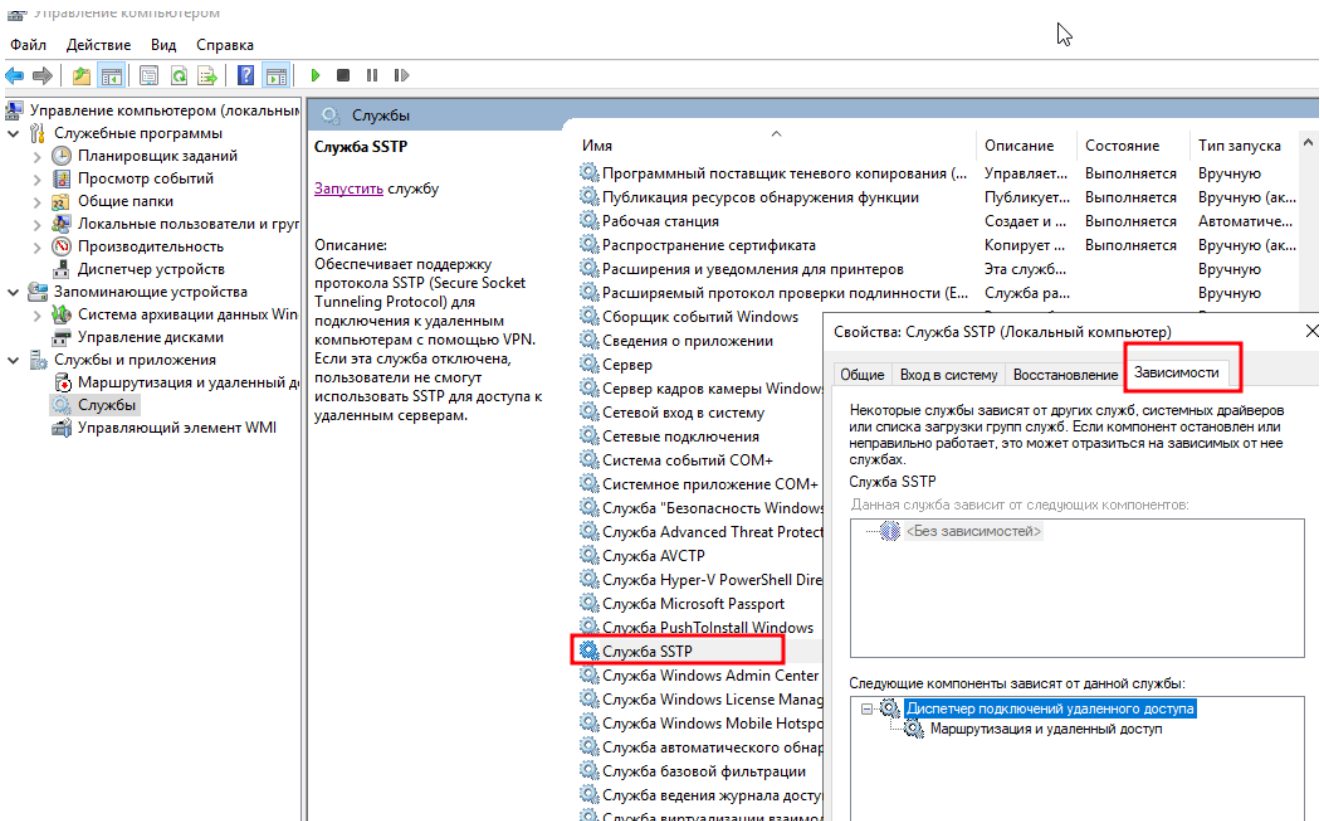 Управление компьютером
Файл Действие Вид Справка
Управление компьютером (локальным
Служебные программы
Планировщик заданий
Просмотр событий
Общие папки
Локальные пользователи и груп
Производительность
Диспетчер устройств
Запоминающие устройства
Система архивации данных Win
Управление дисками
Службы и приложения
Маршрутизация и удаленный до
Службы
Управляющий элемент WMI
Службы
Служба SSTP
Запустить службу
Описание:
Обеспечивает поддержку
протокола SSTP (Secure Socket
Tunneling Protocol) для
подключения к удаленным
компьютерам с помощью VPN.
Если эта служба отключена,
пользователи не смогут
использовать SSTP для доступа к
удаленным серверам.
Имя Описание Состояние Тип запуска
Программный поставщик теневого копирования (... Управляет... Выполняется Вручную
Публикация ресурсов обнаружения функции Публикует... Выполняется Вручную (ак...
Рабочая станция Создает и ... Выполняется Автоматиче...
Распространение сертификата Копирует ... Выполняется Вручную (ак...
Расширения и уведомления для принтеров Эта служб... Вручную
Расширяемый протокол проверки подлинности (E... Служба ра... Вручную
Сборщик событий Windows
Сведения о приложении
Сервер
Сервер кадров камеры Windows
Сетевой вход в систему
Сетевые подключения
Система событий COM+
Системное приложение COM+
Служба "Безопасность Windows
Служба Advanced Threat Protect
Служба AVCTP
Служба Hyper-V PowerShell Dire
Служба Microsoft Passport
Служба PushToInstall Windows
Служба SSTP
Служба Windows Admin Center
Служба Windows License Manag
Служба Windows Mobile Hotspo
Служба автоматического обнар
Служба базовой фильтрации
Служба ведения журнала досту
Служба виртуализации взаимо
Свойства: Служба SSTP (Локальный компьютер)
Общие Вход в систему Восстановление Зависимости
Некоторые службы зависят от других служб, системных драйверов
или списка загрузки групп служб. Если компонент остановлен или
неправильно работает, это может отразиться на зависимых от нее
службах.
Служба SSTP
Данная служба зависит от следующих компонентов:
<Без зависимостей>
Следующие компоненты зависят от данной службы:
Диспетчер подключений удаленного доступа
Маршрутизация и удаленный доступ